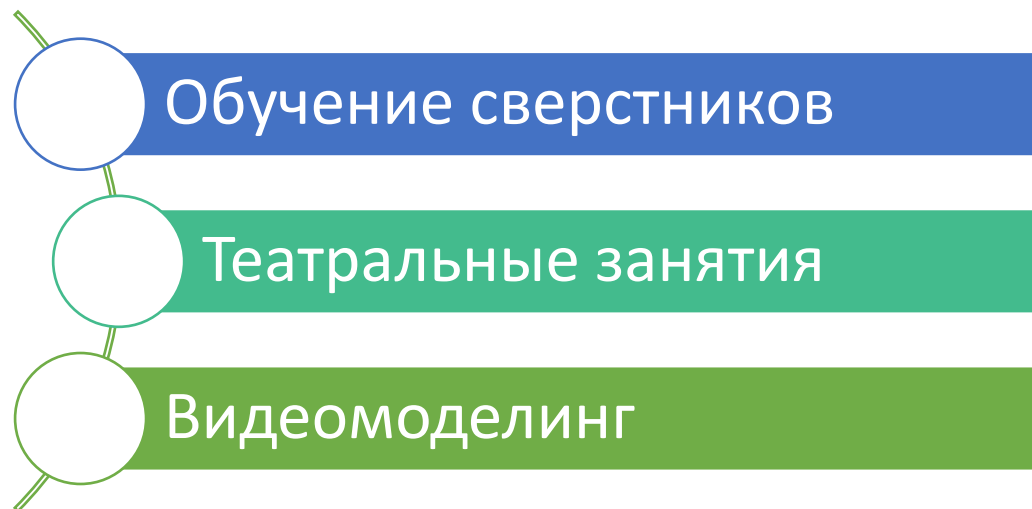 Обучение сверстников
Театральные занятия
Видеомоделинг